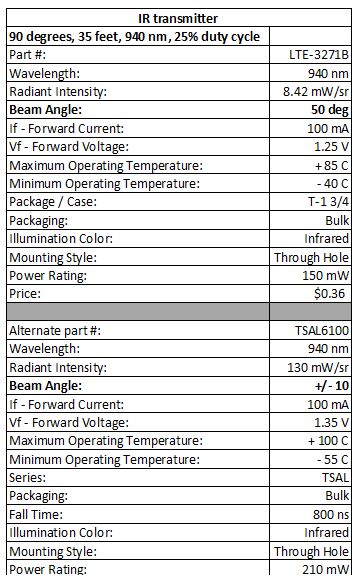 IR transmitter
90 degrees, 35 feet, 940 nm, 25% duty cycle
Part #: LTE-3271B
Wavelength: 940 nm
Radiant Intensity: 8.42 mW/sr
Beam Angle: 50 deg
If - Forward Current: 100 mA
Vf - Forward Voltage: 1.25 V
Maximum Operating Temperature: + 85 C
Minimum Operating Temperature: - 40 C
Package / Case: T-1 3/4
Packaging: Bulk
Illumination Color: Infrared
Mounting Style: Through Hole
Power Rating: 150 mW
Price: $0.36
Alternate part #: TSAL6100
Wavelength: 940 nm
Radiant Intensity: 130 mW/sr
Beam Angle: +/- 10
If - Forward Current: 100 mA
Vf - Forward Voltage: 1.35 V
Maximum Operating Temperature: + 100 C
Minimum Operating Temperature: - 55 C
Series: TSAL
Packaging: Bulk
Fall Time: 800 ns
Illumination Color: Infrared
Mounting Style: Through Hole
Power Rating: 210 mW